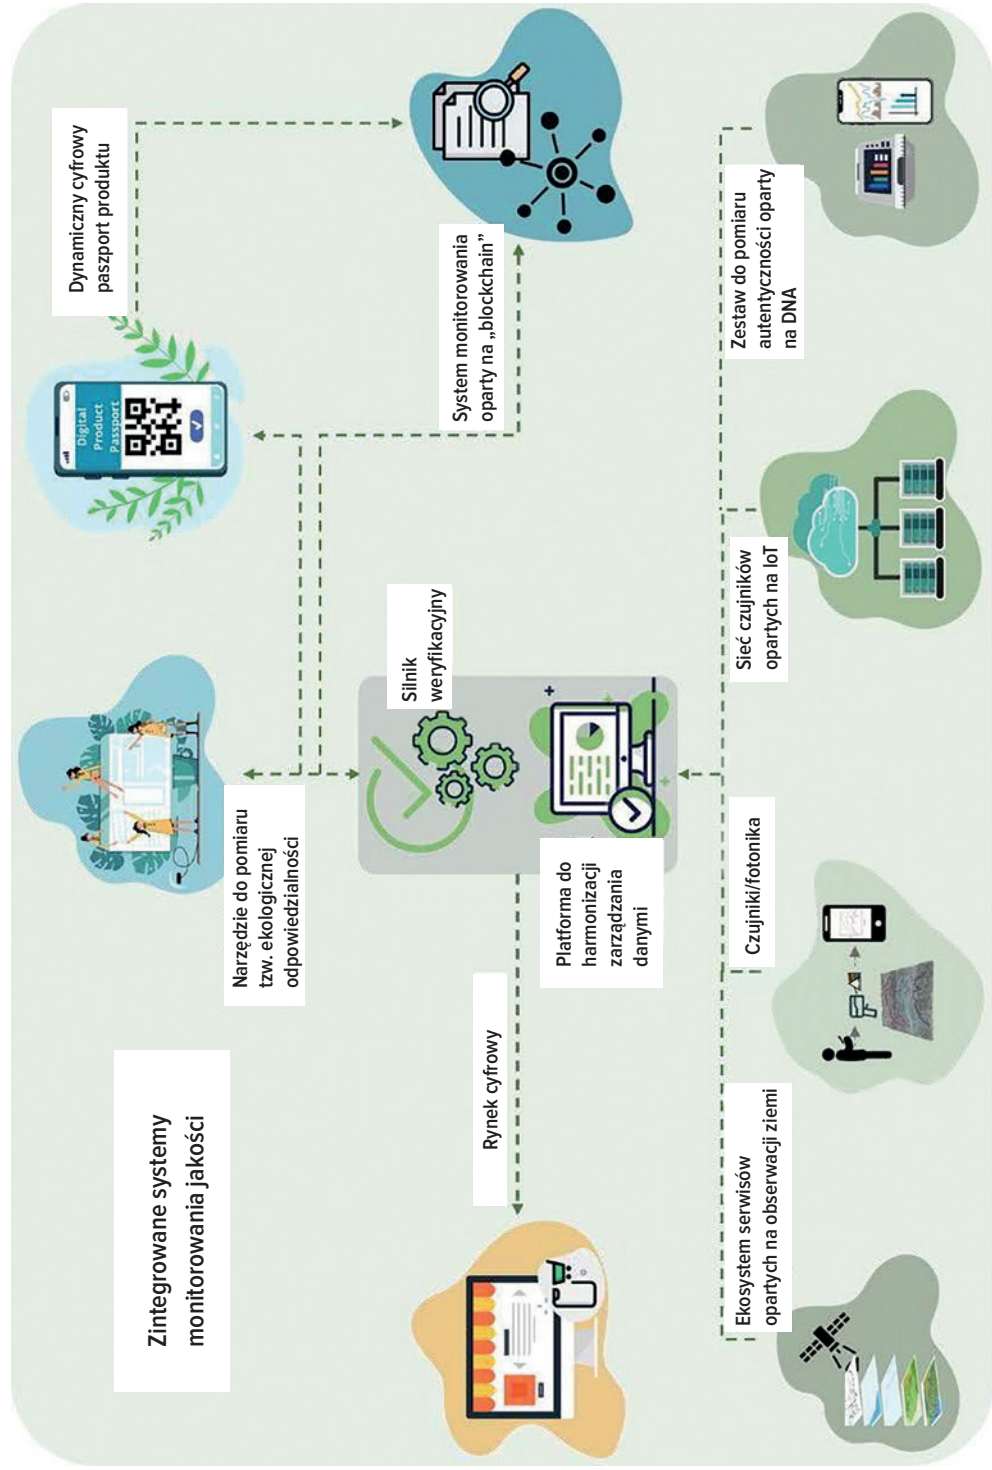 Zintegrowane systemy
monitorowania jakości
Narzędzie do pomiaru
tzw. ekologicznej
odpowiedzialności
Digital
Product
Passport
Dynamiczny cyfrowy
paszport produktu
Rynek cyfrowy
Silnik
weryfikacyjny
Platforma do
harmonizacji
zarządzania
danymi
System monitorowania
oparty na „blockchain”
Ekosystem serwisów
opartych na obserwacji ziemi
Czujniki/fotonika
Sieć czujników
opartych na IoT
Zestaw do pomiaru
autentyczności oparty
na DNA